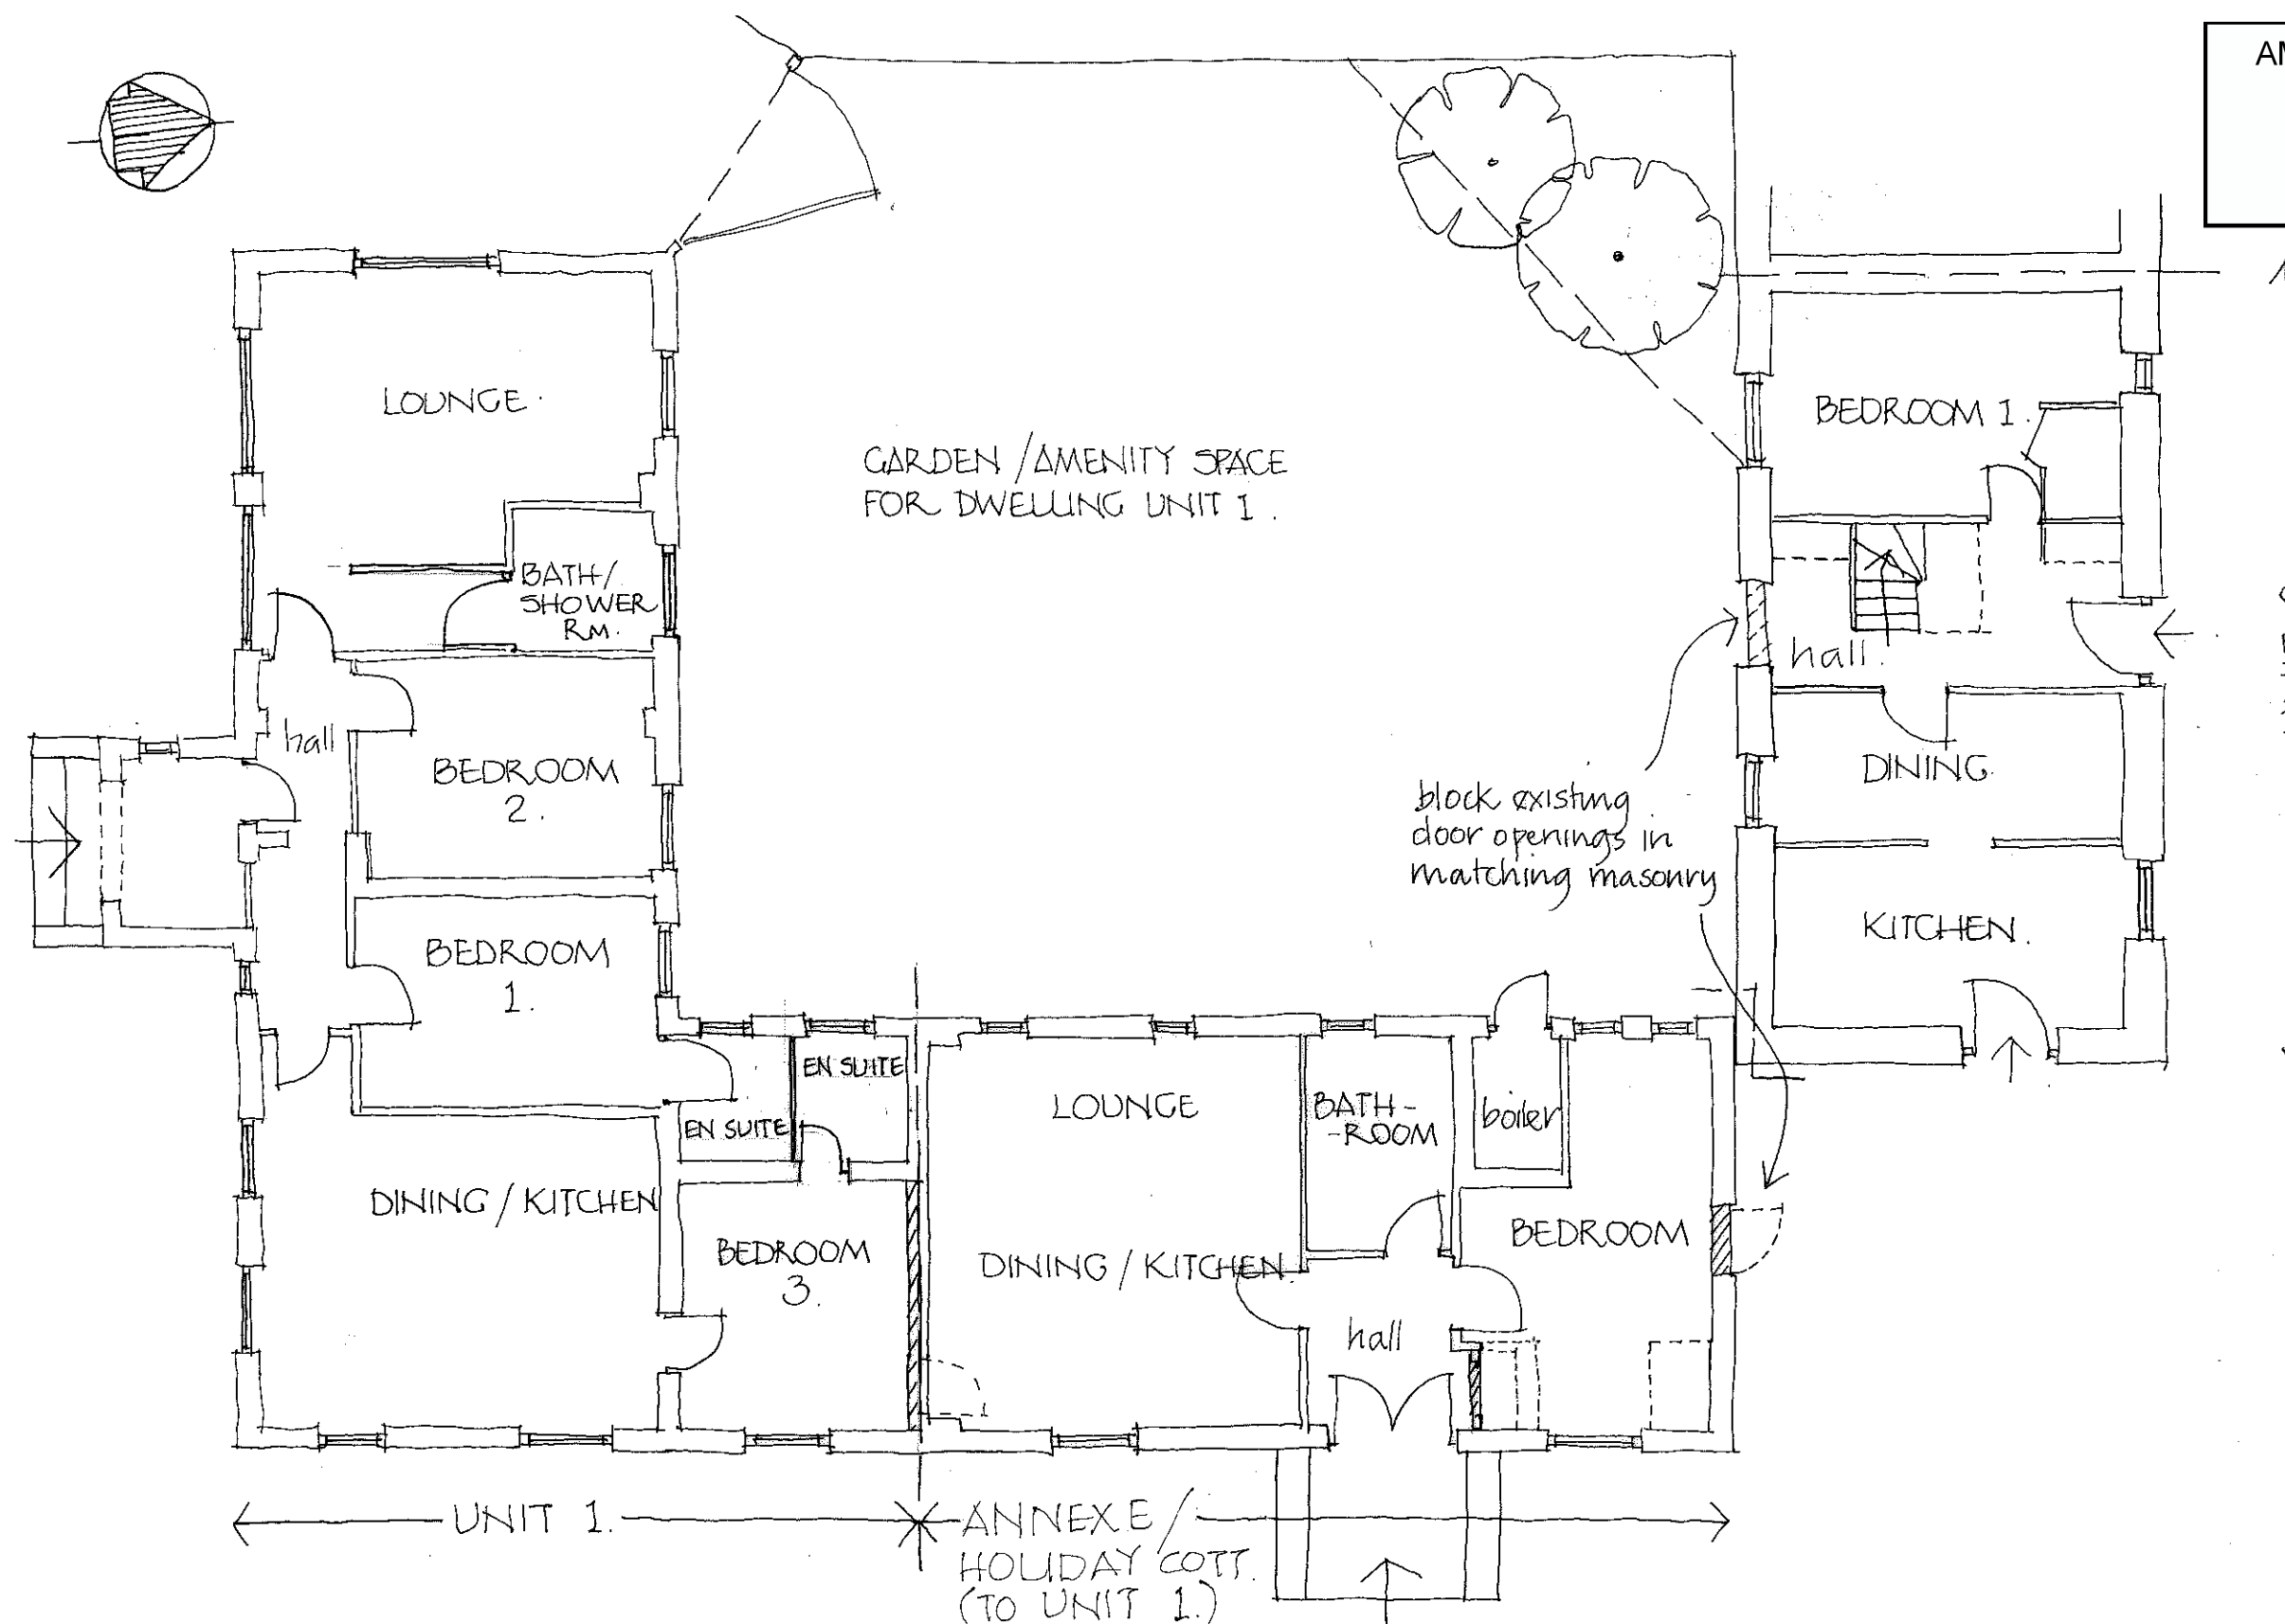 AM
LOUNGE.
BEDROOM 1.
GARDEN / AMENITY SPACE
FOR DWELLING UNIT 1.
BATH/
SHOWER
RM.
hall.
hall
BEDROOM
2.
DINING
block existing
door openings in
matching masonry
KITCHEN.
BEDROOM
1.
EN SUITE
EN SUITE
LOUNGE
BATH-
-ROOM
boiler
DINING / KITCHEN
BEDROOM
3.
DINING / KITCHEN
BEDROOM
hall
UNIT 1.
ANNEXE /
HOLIDAY COTT.
(TO UNIT 1.)